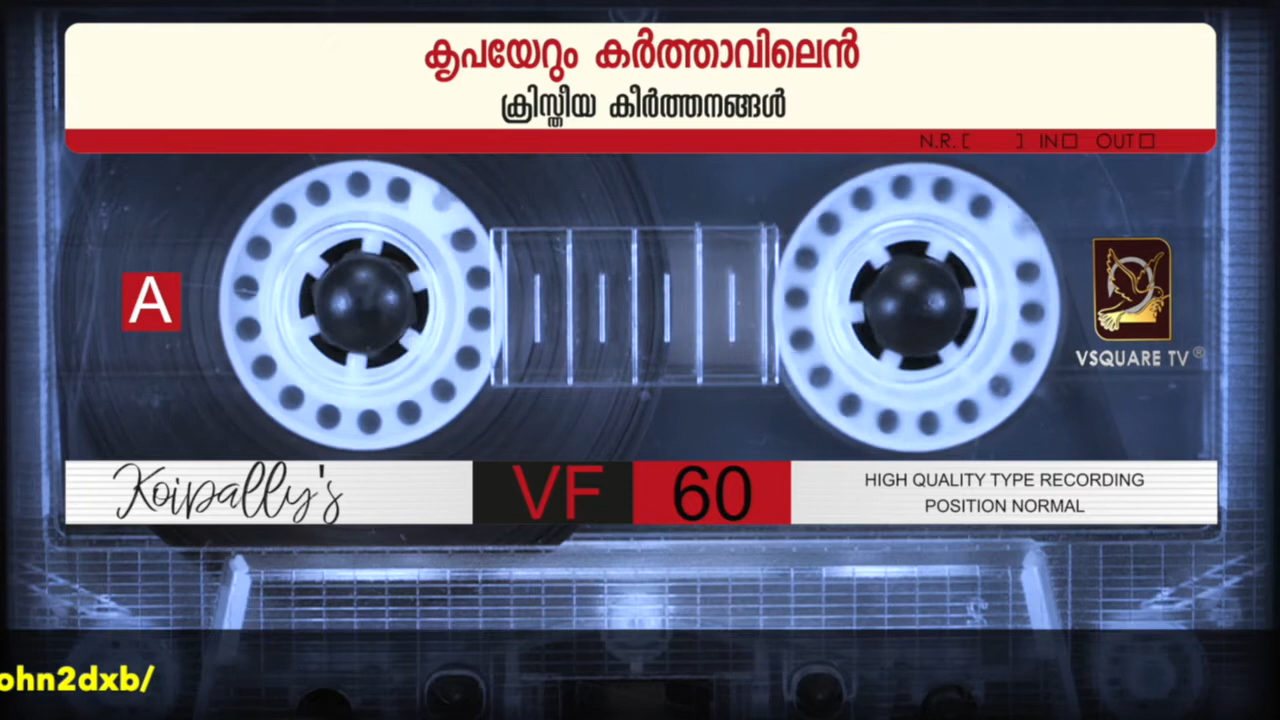 കൃപയേറും കർത്താവിലെൻ
ക്രിസ്തീയ കീർത്തനങ്ങൾ
N.R. [ ] IN□ OUT□
A
VSQUARE TV®
Koipally's
VF 60
HIGH QUALITY TYPE RECORDING
POSITION NORMAL
ohn2dxb/